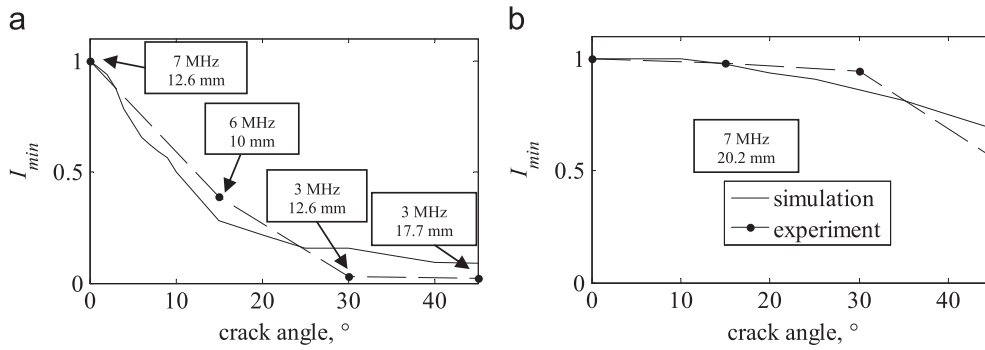 a
I_min
1
0.5
0
7 MHz
12.6 mm
6 MHz
10 mm
3 MHz
12.6 mm
3 MHz
17.7 mm
0 10 20 30 40
crack angle, °
b
I_min
1
0.5
0
7 MHz
20.2 mm
simulation
experiment
0 10 20 30 40
crack angle, °